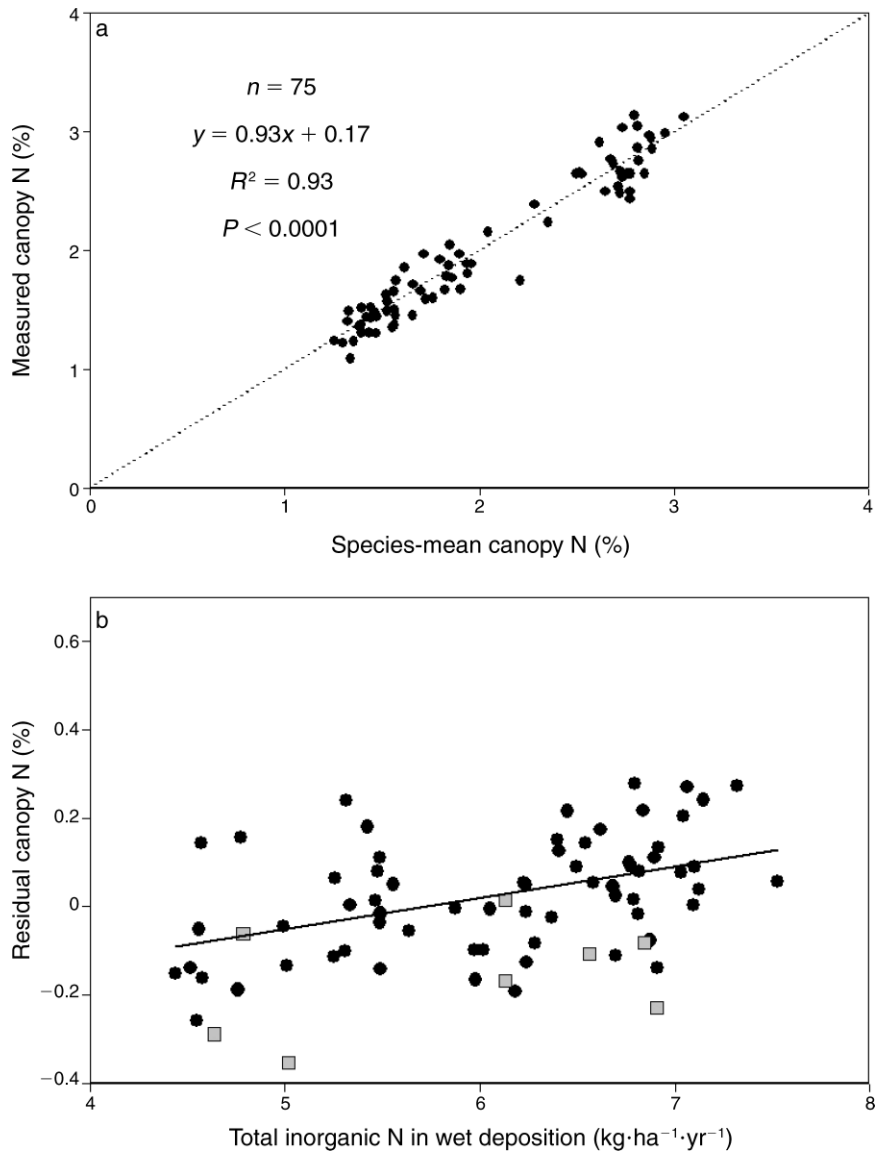 a
n = 75
y = 0.93x + 0.17
R² = 0.93
P < 0.0001
Measured canopy N (%)
4
3
2
1
0
0 1 2 3 4
Species-mean canopy N (%)
b
Residual canopy N (%)
0.6
0.4
0.2
0
−0.2
−0.4
4 5 6 7 8
Total inorganic N in wet deposition (kg·ha⁻¹·yr⁻¹)